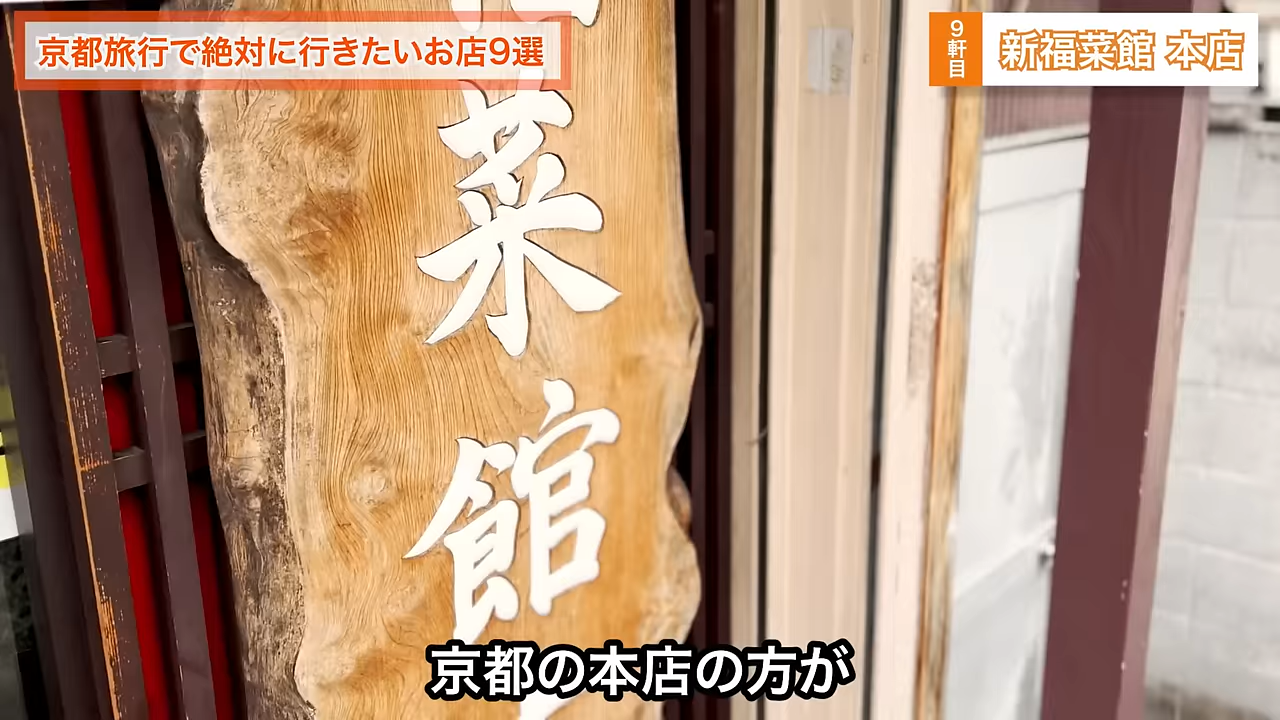 京都旅行で絶対に行きたいお店9選
9軒目
新福菜館 本店
菜館
京都の本店の方が